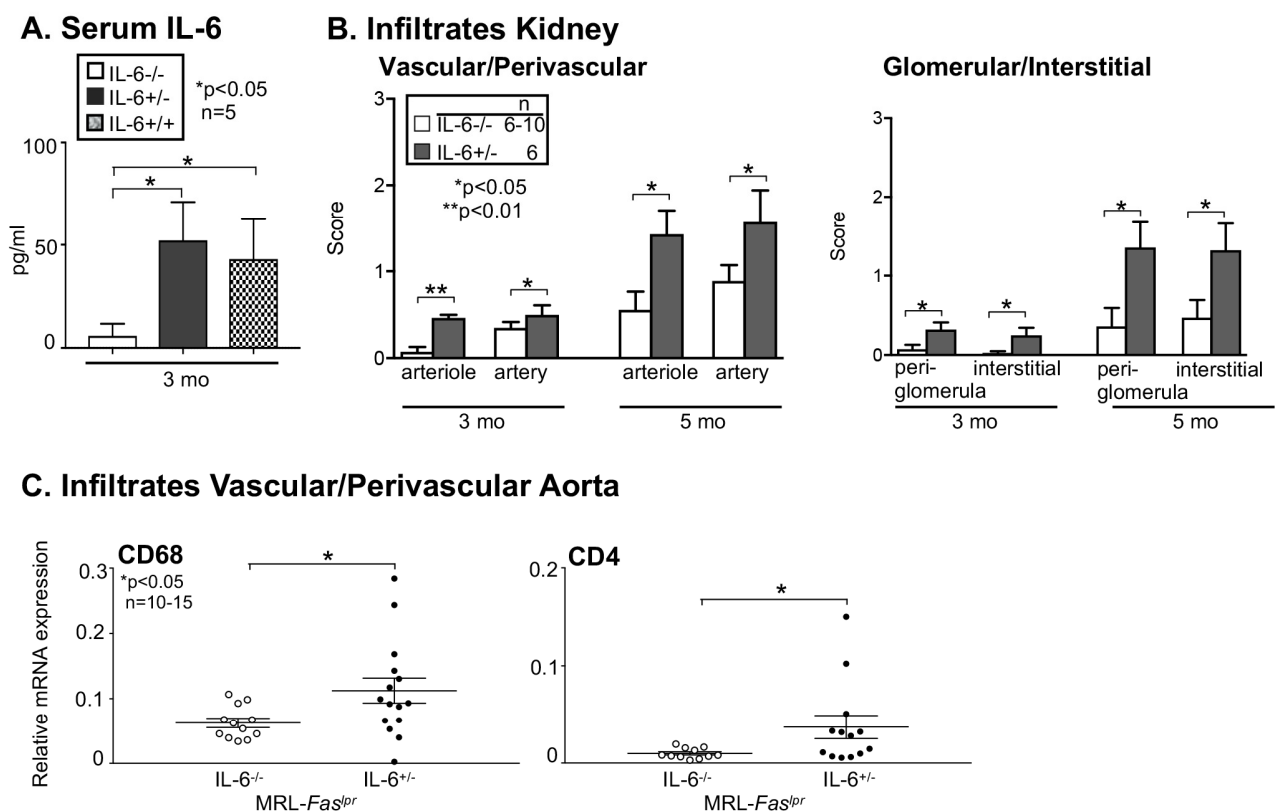 A. Serum IL-6
IL-6-/-
IL-6+/-
IL-6+/+
*p<0.05
n=5
100
50
0
pg/ml
*
*
3 mo
B. Infiltrates Kidney
Vascular/Perivascular
n
IL-6-/- 6-10
IL-6+/- 6
*p<0.05
**p<0.01
3
2
1
0
Score
**
*
*
*
arteriole artery arteriole artery
3 mo 5 mo
Glomerular/Interstitial
3
2
1
0
Score
*
*
*
*
peri-
glomerula
interstitial
peri-
glomerula
interstitial
3 mo 5 mo
C. Infiltrates Vascular/Perivascular Aorta
CD68
*p<0.05
n=10-15
*
0.3
0.2
0.1
0
Relative mRNA expression
IL-6-/- IL-6+/-
MRL-Faslpr
CD4
*
0.2
0.1
0
IL-6-/- IL-6+/-
MRL-Faslpr